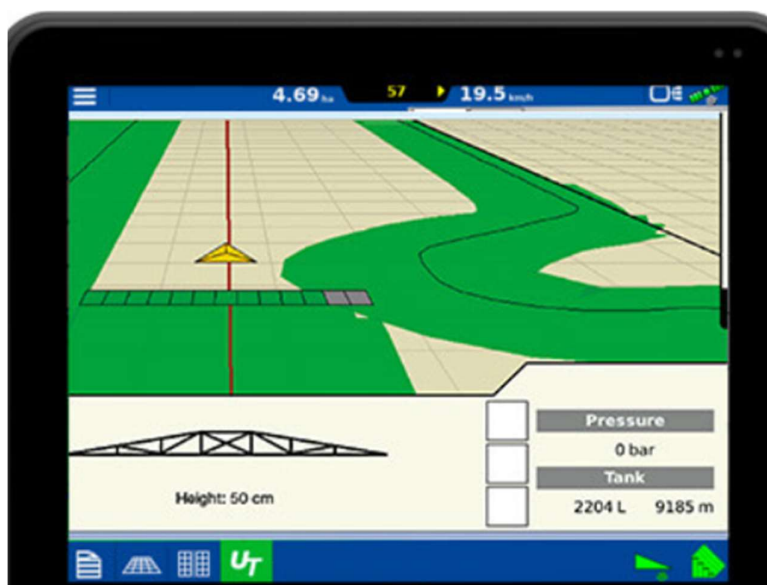 4.69 ha 57 19.5 km/h
Pressure
0 bar
Tank
2204 L 9185 m
Height: 50 cm
UT